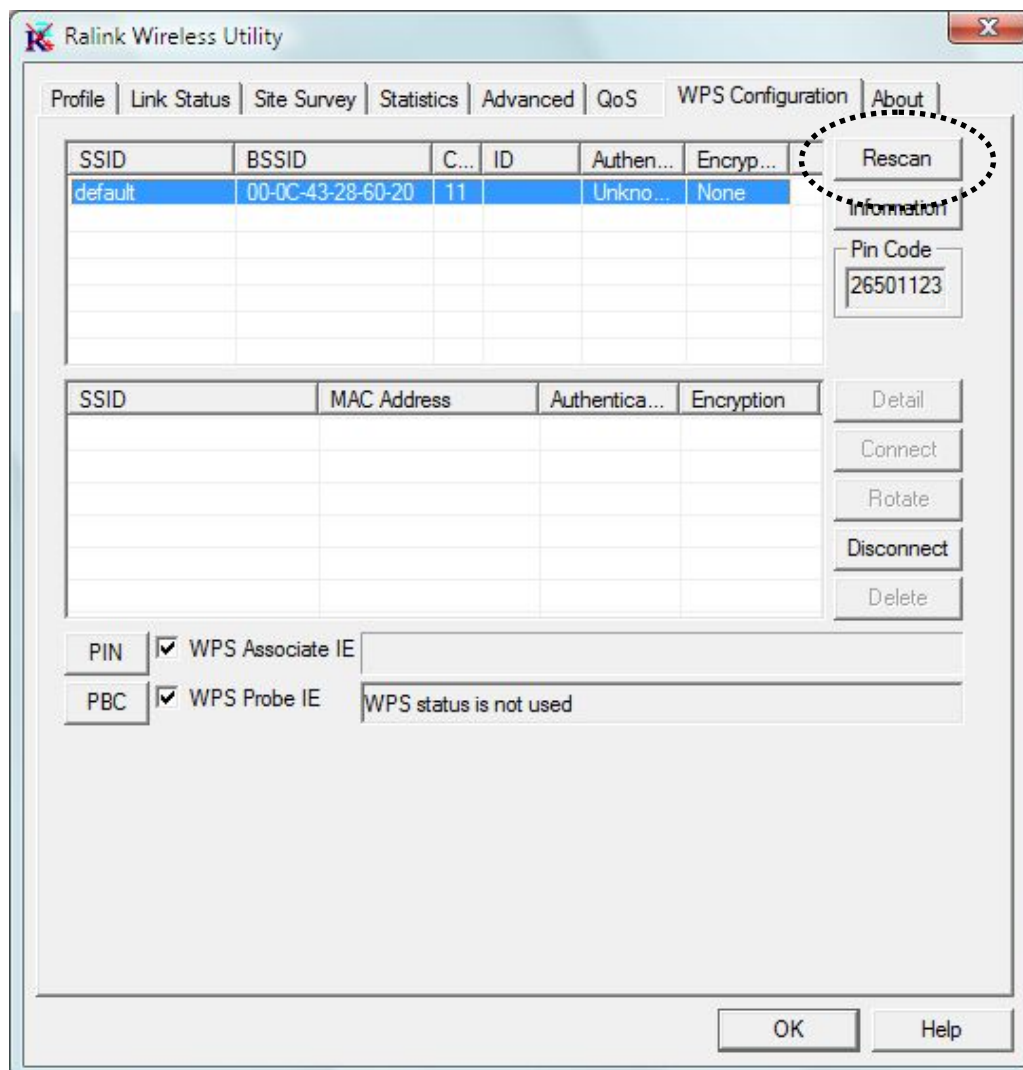 Ralink Wireless Utility
Profile Link Status Site Survey Statistics Advanced QoS WPS Configuration About
SSID BSSID C... ID Authen... Encryp...
default 00-0C-43-28-60-20 11 Unkno... None
Rescan
Information
Pin Code
26501123
SSID MAC Address Authentica... Encryption
Detail
Connect
Rotate
Disconnect
Delete
PIN WPS Associate IE
PBC WPS Probe IE WPS status is not used
OK Help